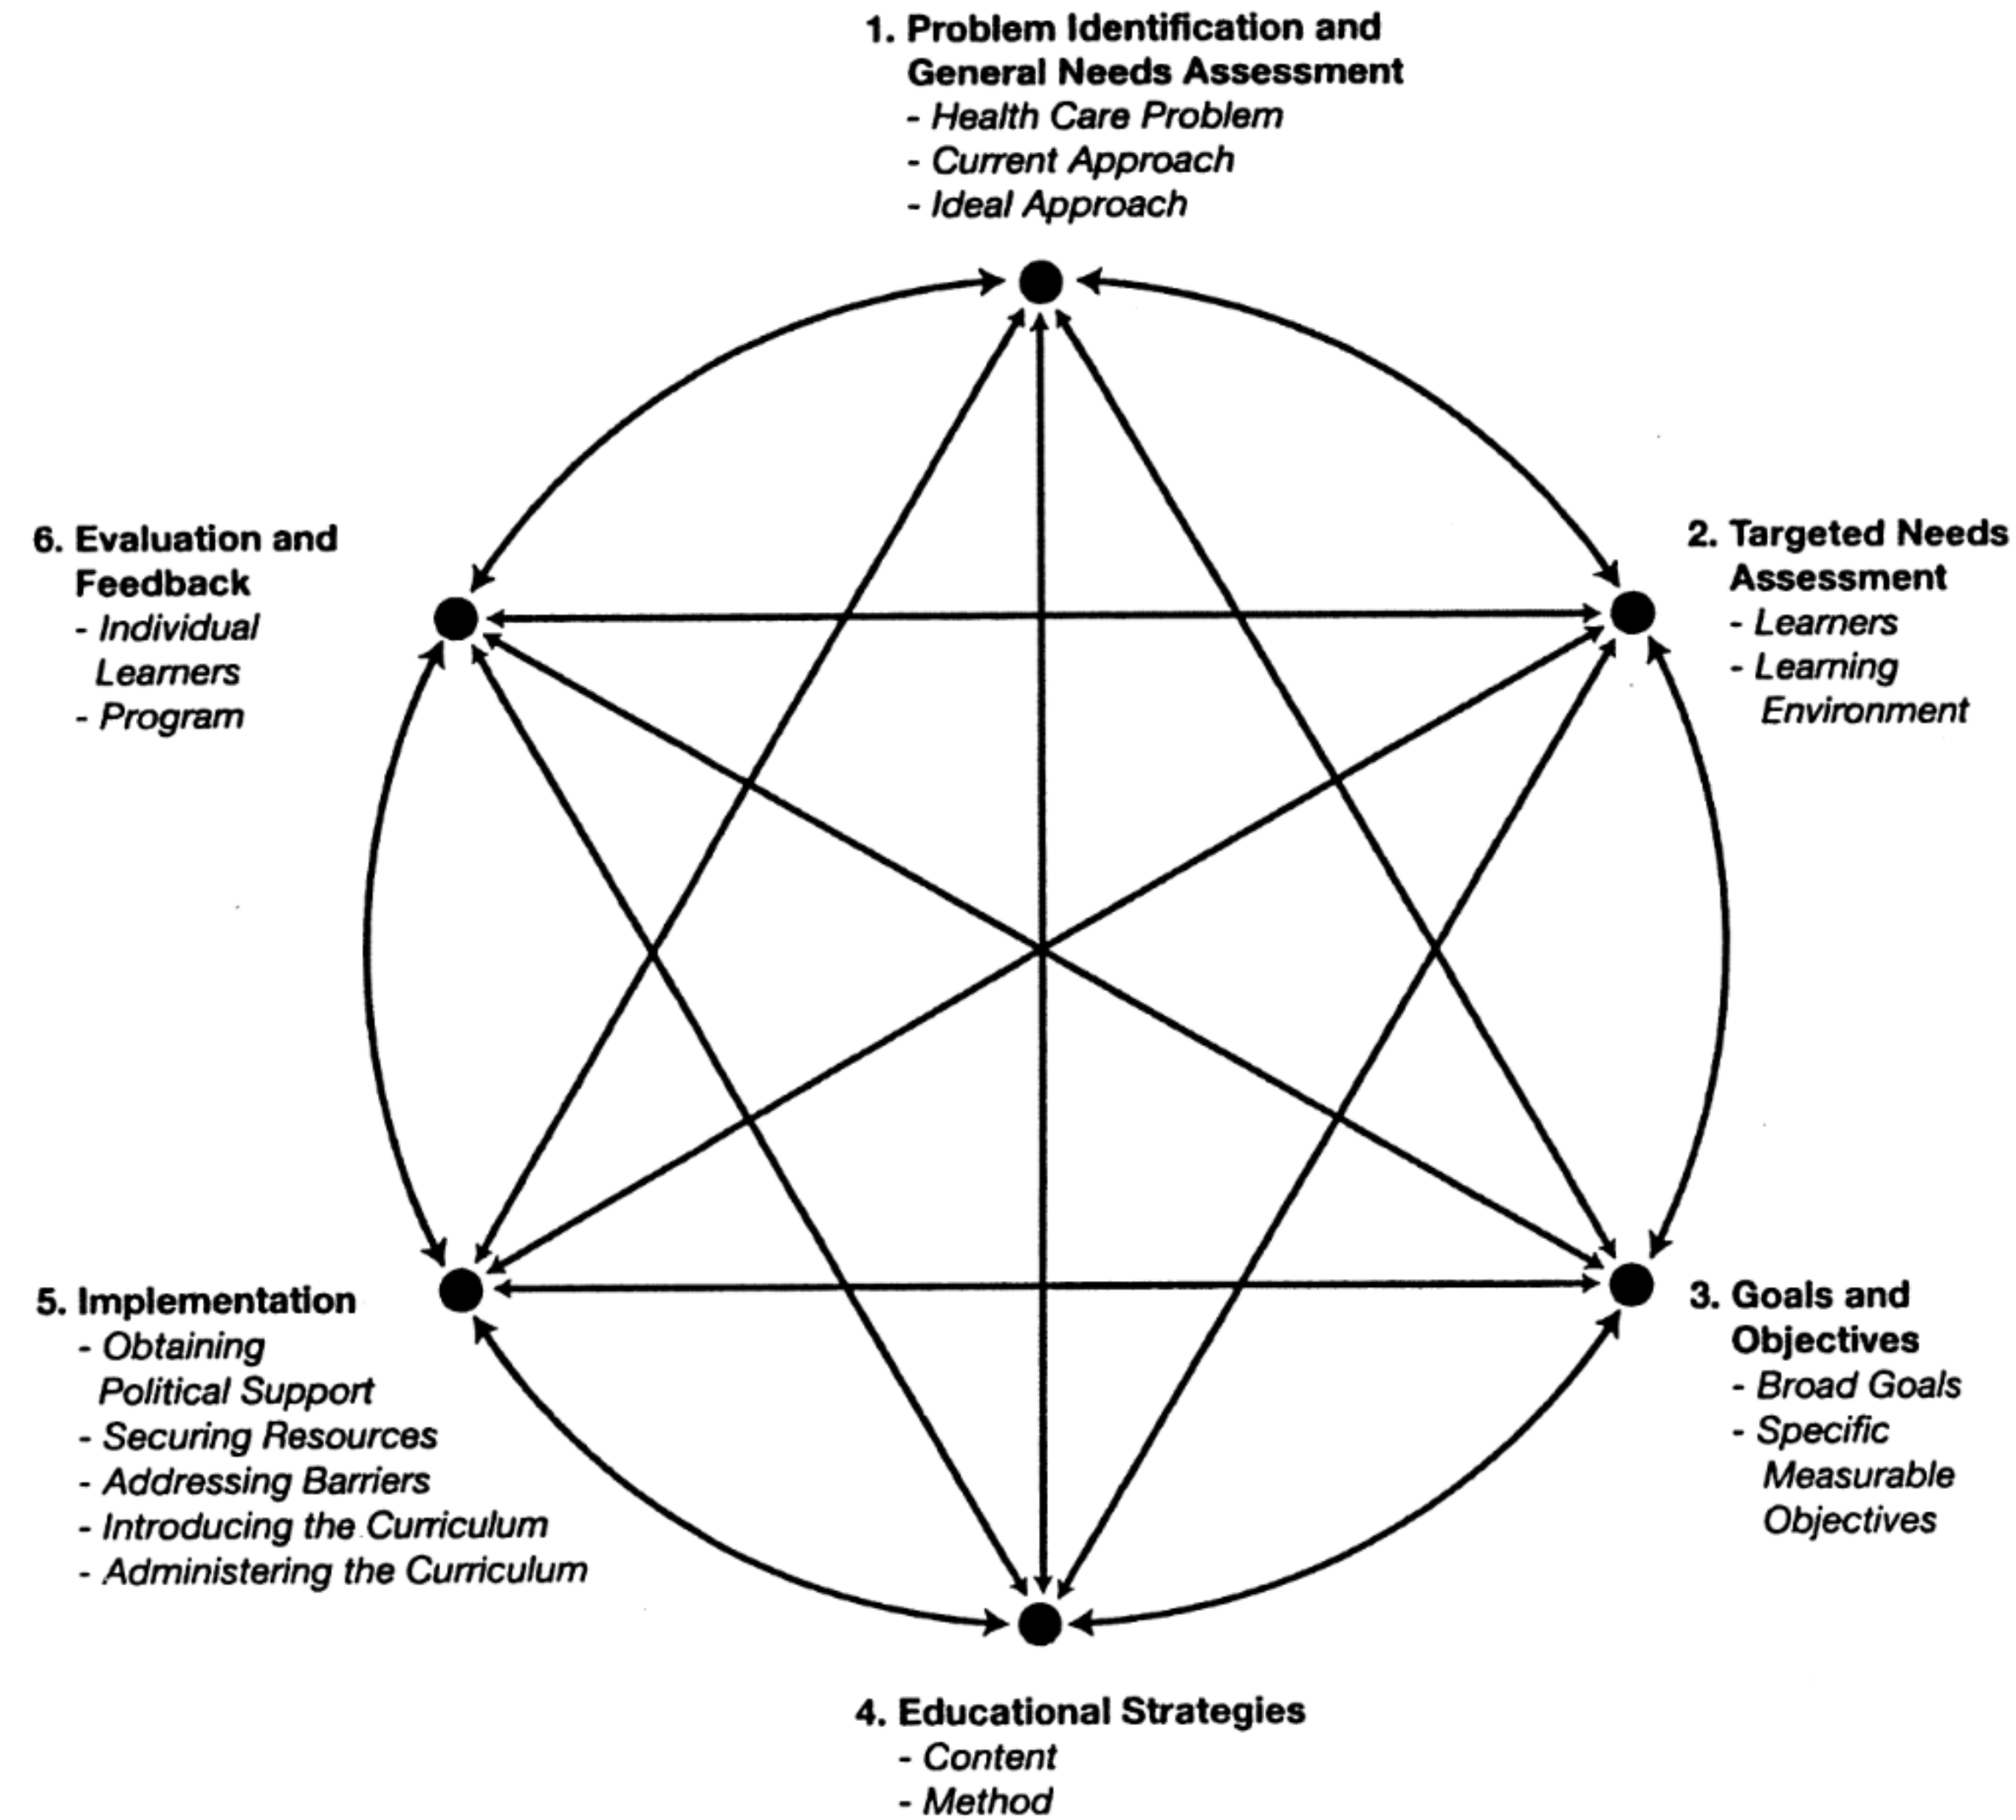 1. Problem Identification and
General Needs Assessment
- Health Care Problem
- Current Approach
- Ideal Approach
2. Targeted Needs
Assessment
- Learners
- Learning
Environment
3. Goals and
Objectives
- Broad Goals
- Specific
Measurable
Objectives
4. Educational Strategies
- Content
- Method
5. Implementation
- Obtaining
Political Support
- Securing Resources
- Addressing Barriers
- Introducing the Curriculum
- Administering the Curriculum
6. Evaluation and
Feedback
- Individual
Learners
- Program